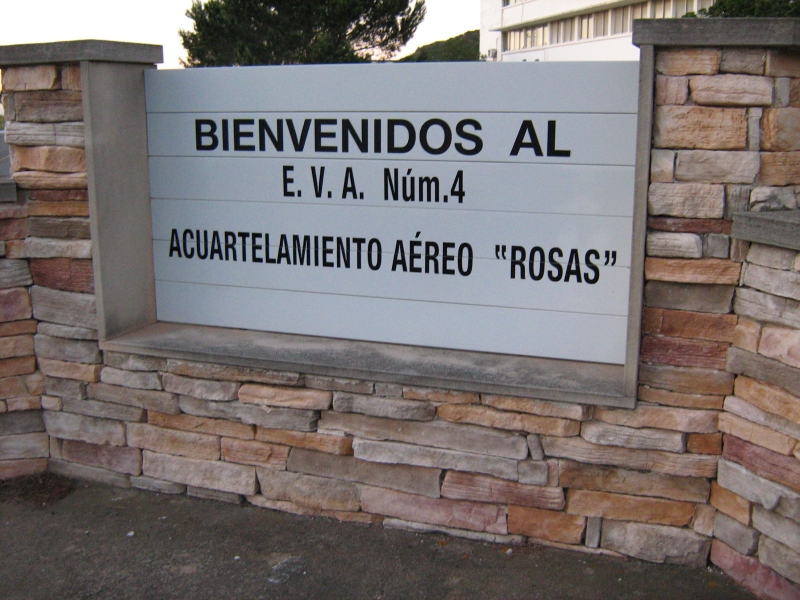 BIENVENIDOS AL
E. V. A. Núm.4
ACUARTELAMIENTO AÉREO "ROSAS"